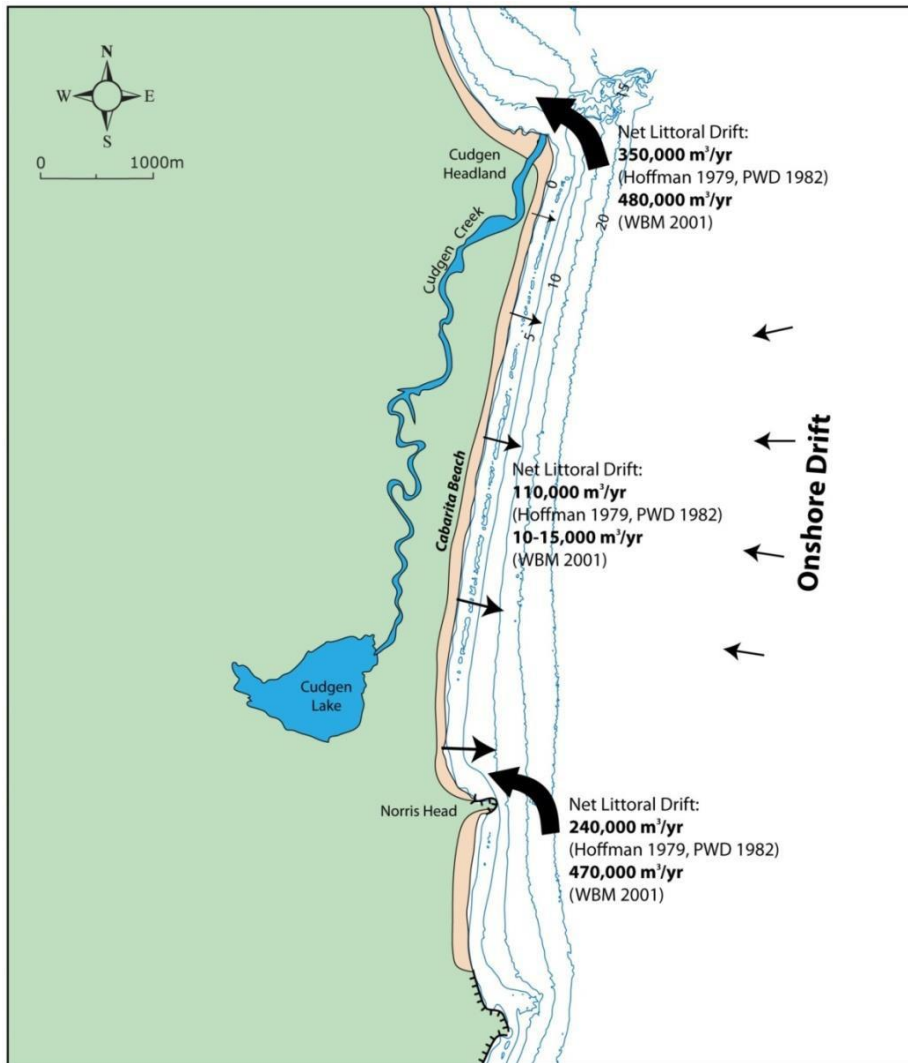 N
W
E
S
0
1000m
Cudgen
Headland
Cudgen Creek
Net Littoral Drift:
350,000 m³/yr
(Hoffman 1979, PWD 1982)
480,000 m³/yr
(WBM 2001)
15
0
20
10
5
Cabarita Beach
Net Littoral Drift:
110,000 m³/yr
(Hoffman 1979, PWD 1982)
10-15,000 m³/yr
(WBM 2001)
Onshore Drift
Cudgen
Lake
Norris Head
Net Littoral Drift:
240,000 m³/yr
(Hoffman 1979, PWD 1982)
470,000 m³/yr
(WBM 2001)